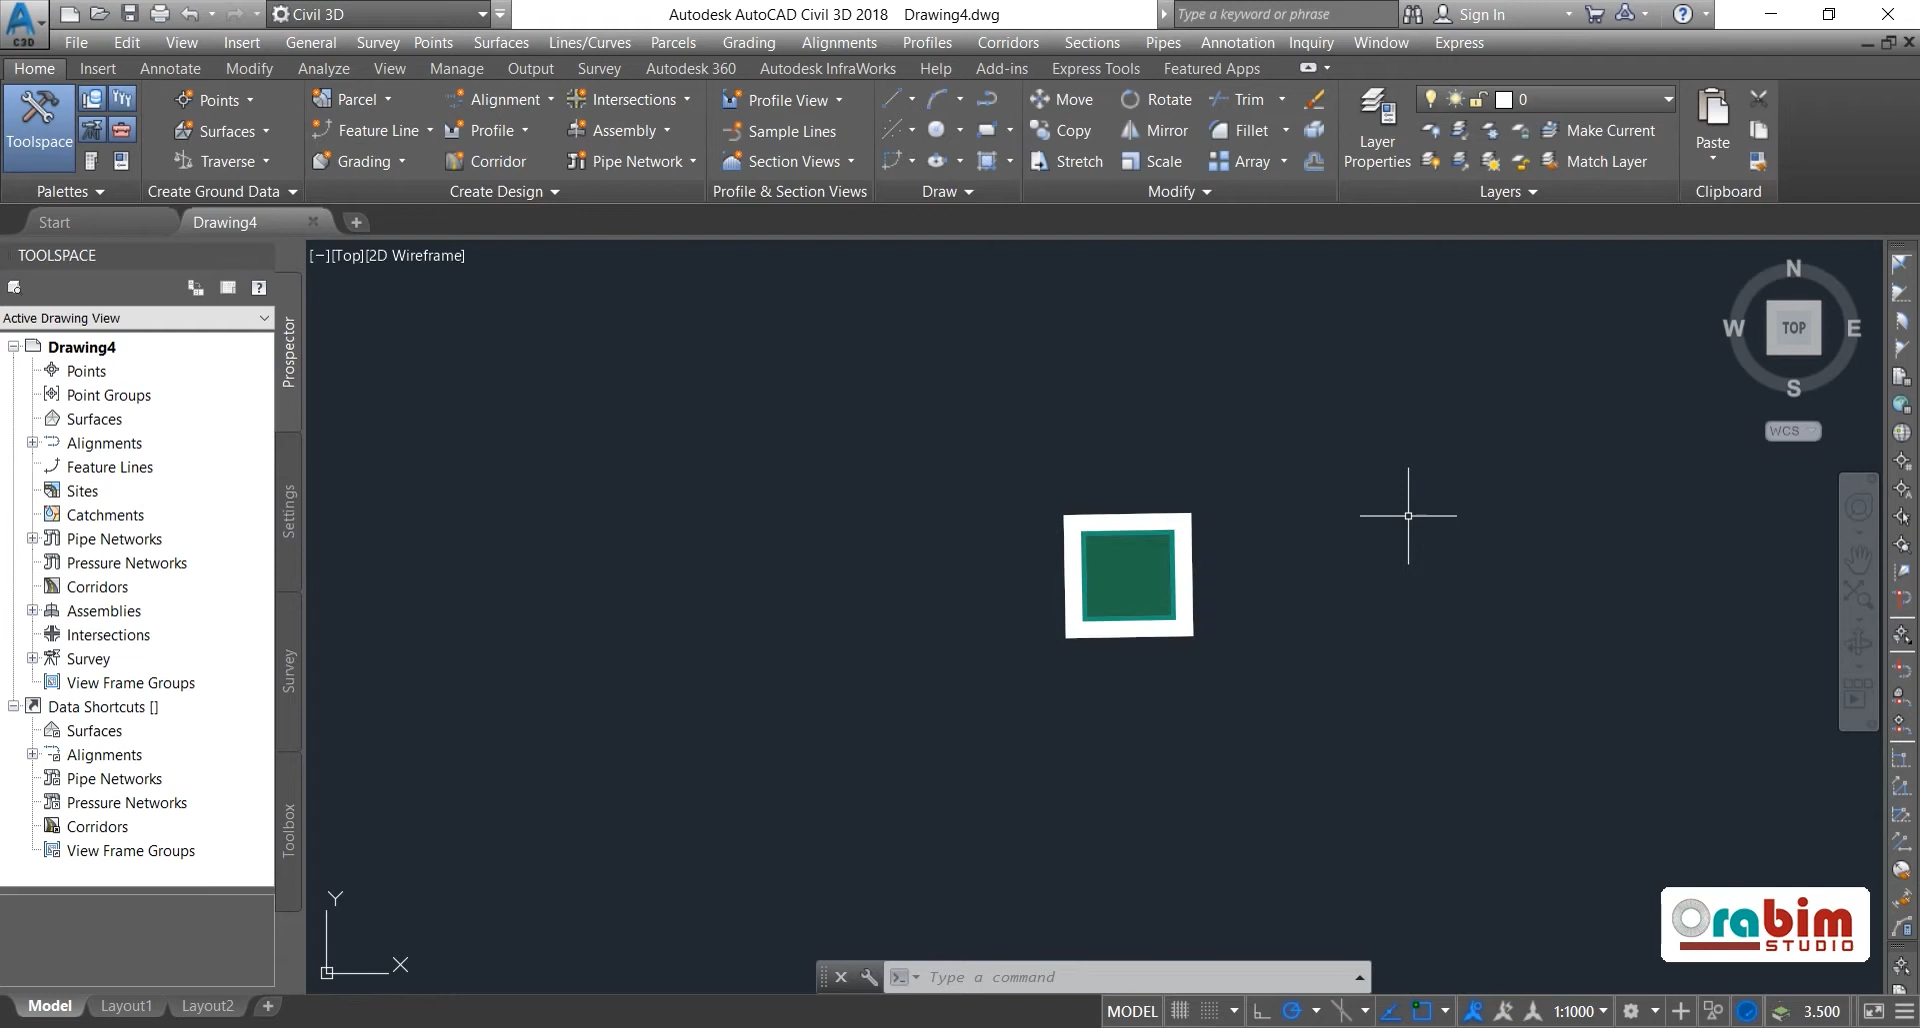 Civil 3D
Autodesk AutoCAD Civil 3D 2018 Drawing4.dwg
Type a keyword or phrase
Sign In
C3D
File Edit View Insert General Survey Points Surfaces Lines/Curves Parcels Grading Alignments Profiles Corridors Sections Pipes Annotation Inquiry Window Express
Home Insert Annotate Modify Analyze View Manage Output Survey Autodesk 360 Autodesk InfraWorks Help Add-ins Express Tools Featured Apps
Points Parcel Alignment Intersections Profile View Move Rotate Trim 0
Toolspace Surfaces Feature Line Profile Assembly Sample Lines Copy Mirror Fillet Layer Properties Make Current Paste
Traverse Grading Corridor Pipe Network Section Views Stretch Scale Array Match Layer
Palettes Create Ground Data Create Design Profile & Section Views Draw Modify Layers Clipboard
Start Drawing4
TOOLSPACE
[−][Top][2D Wireframe]
Active Drawing View
Drawing4
Points
Point Groups
Surfaces
Alignments
Feature Lines
Sites
Catchments
Pipe Networks
Pressure Networks
Corridors
Assemblies
Intersections
Survey
View Frame Groups
Data Shortcuts []
Surfaces
Alignments
Pipe Networks
Pressure Networks
Corridors
View Frame Groups
Prospector
Settings
Survey
Toolbox
N
W TOP E
S
WCS
Y
X
Orabim
STUDIO
Type a command
Model Layout1 Layout2
MODEL 1:1000 3.500